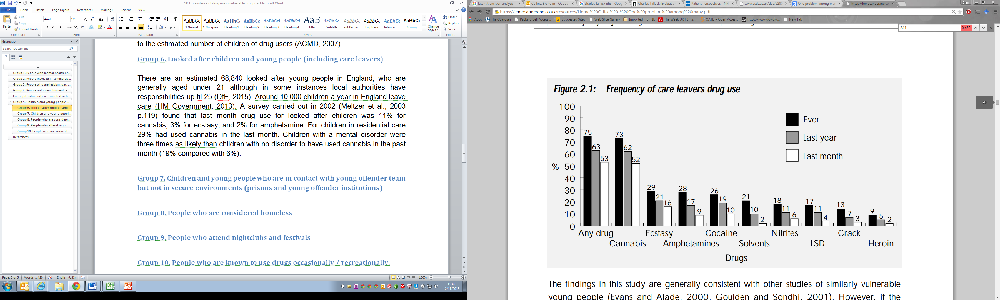 NICE prevalence of drug use in vulnerable groups - Microsoft Word
File Home Insert Page Layout References Mailings Review View
Cut
Copy
Format Painter
Paste
Clipboard
Arial 12
Font
Paragraph
AaBbCc AaBbCc AaBbC AaBbCc AaBbCcI AaBbCcI AaB AaBbCc. AaBbCc AaBbCc AaBbCc AaBbCc
¶ Normal ¶ No Spaci... Heading 1 Heading 2 Heading 3 Heading 4 Title Subtitle Subtle Em... Emphasis Intense E... Strong
Styles
Change Styles
Find
Replace
Select
Editing
Navigation
Search Document
Group 1. People with mental health pr...
Group 2. People involved in commercia...
Group 3. People who are lesbian, gay, ...
Group 4. People not in employment, e...
For pupils who had ever truanted or h...
Group 5. Children and young people ...
Group 6. Looked after children and ...
Group 7. Children and young peopl...
Group 8. People who are considere...
Group 9. People who attend nightc...
Group 10. People who are known t...
References
to the estimated number of children of drug users (ACMD, 2007).
Group 6. Looked after children and young people (including care leavers)
There are an estimated 68,840 looked after young people in England, who are
generally aged under 21 although in some instances local authorities have
responsibilities up til 25 (DfE, 2015). Around 10,000 children a year in England leave
care (HM Government, 2013). A survey carried out in 2002 (Meltzer et al., 2003
p.119) found that last month drug use for looked after children was 11% for
cannabis, 3% for ecstasy, and 2% for amphetamine. For children in residential care
29% had used cannabis in the last month. Children with a mental disorder were
three times as likely than children with no disorder to have used cannabis in the past
month (19% compared with 6%).
Group 7. Children and young people who are in contact with young offender team
but not in secure environments (prisons and young offender institutions)
Group 8. People who are considered homeless
Group 9. People who attend nightclubs and festivals
Group 10. People who are known to use drugs occasionally / recreationally.
Page: 3 of 5 Words: 1,420 English (U.K.) 160%
15:49
12/11/2015
latent transition analysis - Collins, Brendan - Outlook charles tallack nhs - Goog Charles Tallack: Evaluation Patient Perspectives - NH www.esds.ac.uk/doc/528 One problem among man https://lemosandcrane.co
Bren
https://lemosandcrane.co.uk/resources/Home%20Office%20-%20One%20problem%20among%20many.pdf
Apps The Guardian Packard Bell Access... Suggested Sites Web Slice Gallery Imported From IE The Week UK | Britis... OATD – Open Acces... https://www.gov.uk/... New Tab
One problem among many: drug use among care leavers in transition to independent living
2.11 0 of 0
26
Figure 2.1: Frequency of care leavers drug use
100
90
80
70
60
% 50
40
30
20
10
0
Ever
Last year
Last month
75 63 53
73 62 52
29 21 16
28 17 9
26 19 10
21 10 2
18 11 6
17 11 4
13 7 3
9 5 2
Any drug Ecstasy Cocaine Nitrites Crack
Cannabis Amphetamines Solvents LSD Heroin
Drugs
The findings in this study are generally consistent with other studies of similarly vulnerable
young people (Evans and Alade, 2000, Goulden and Sondhi, 2001). However, if the